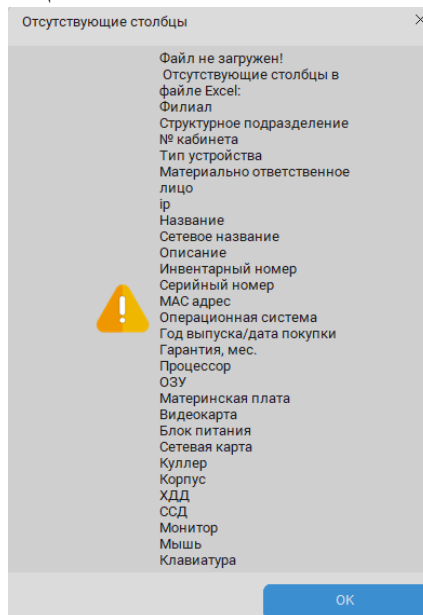 Отсутствующие столбцы
Файл не загружен!
Отсутствующие столбцы в
файле Excel:
Филиал
Структурное подразделение
№ кабинета
Тип устройства
Материально ответственное
лицо
ip
Название
Сетевое название
Описание
Инвентарный номер
Серийный номер
MAC адрес
Операционная система
Год выпуска/дата покупки
Гарантия, мес.
Процессор
ОЗУ
Материнская плата
Видеокарта
Блок питания
Сетевая карта
Куллер
Корпус
ХДД
ССД
Монитор
Мышь
Клавиатура
OK